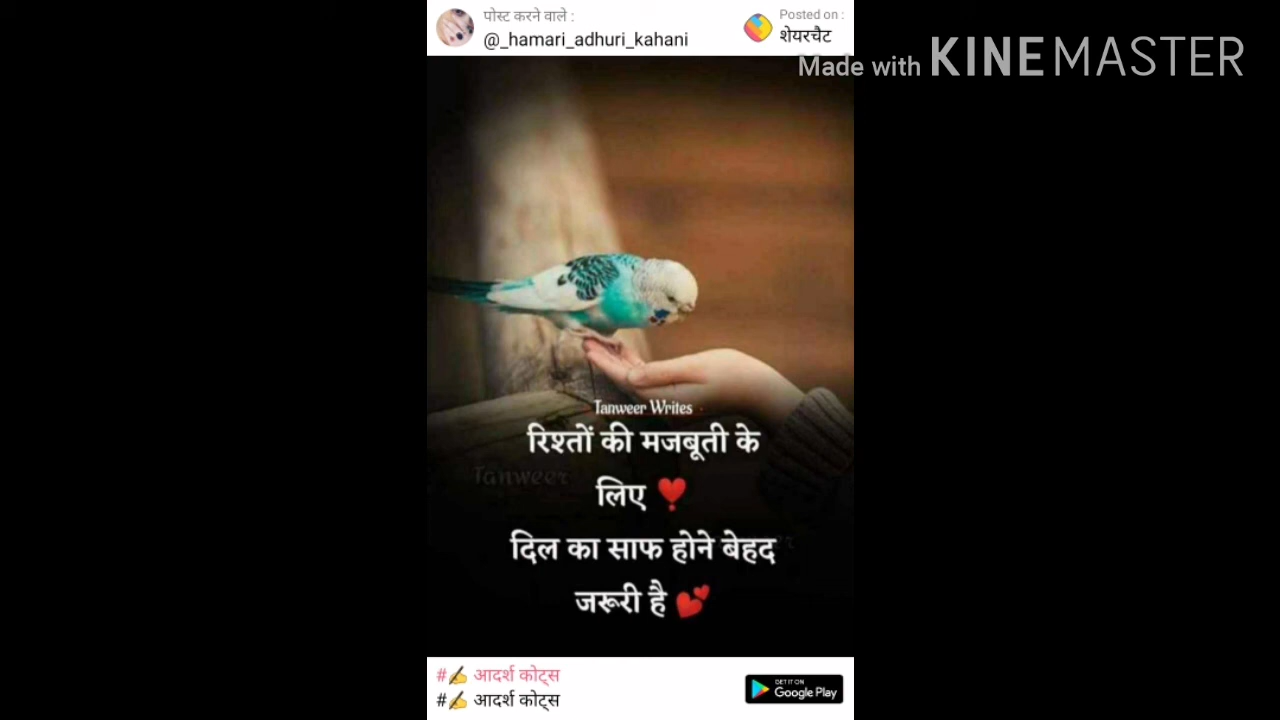 पोस्ट करने वाले :
@_hamari_adhuri_kahani
Posted on :
शेयरचैट
Made with KINEMASTER
Tanweer Writes
रिश्तों की मजबूती के
Tanweer
लिए ❣
दिल का साफ होने बेहद
जरूरी है 💕
#✍ आदर्श कोट्स
#✍ आदर्श कोट्स
GET IT ON
Google Play